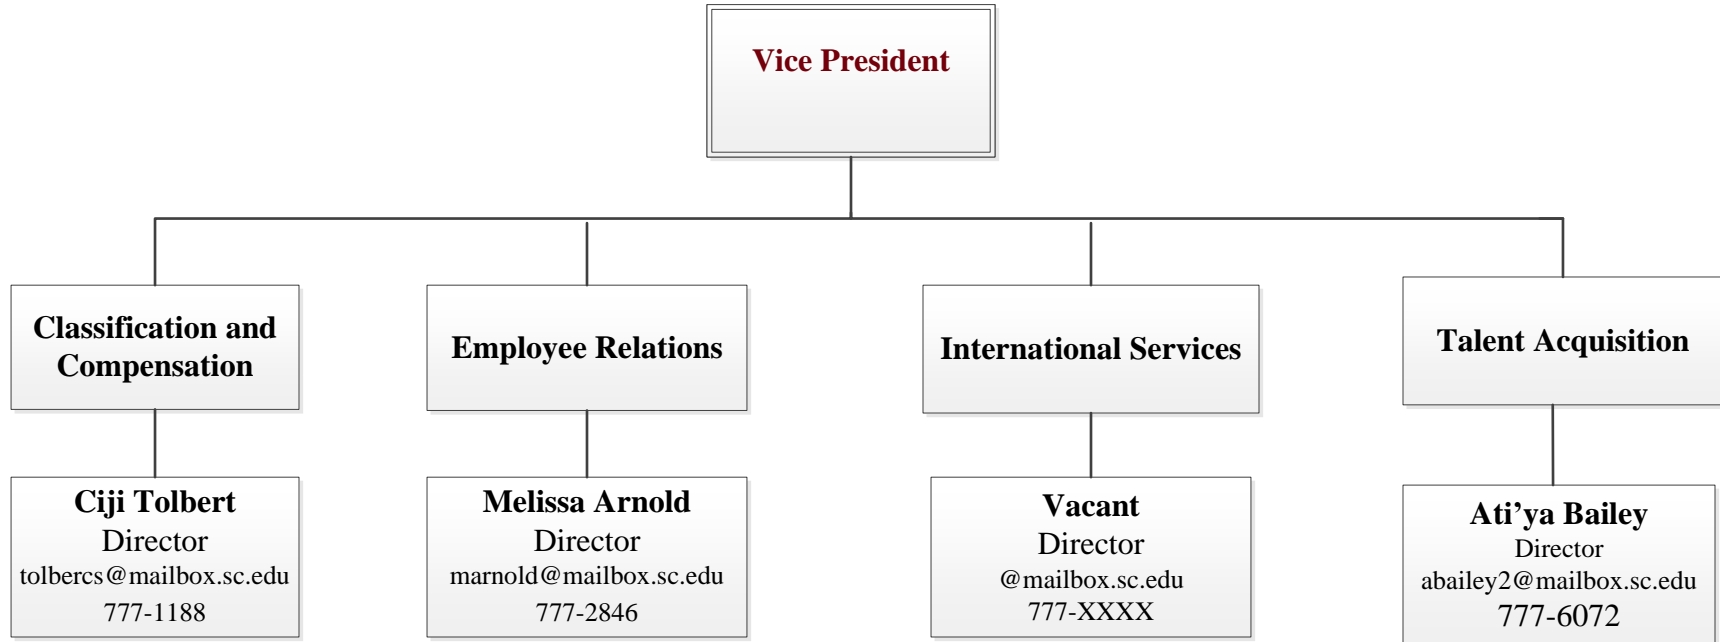 Vice President
Classification and
Compensation
Employee Relations
International Services
Talent Acquisition
Ciji Tolbert
Director
tolbercs@mailbox.sc.edu
777-1188
Melissa Arnold
Director
marnold@mailbox.sc.edu
777-2846
Vacant
Director
@mailbox.sc.edu
777-XXXX
Ati’ya Bailey
Director
abailey2@mailbox.sc.edu
777-6072